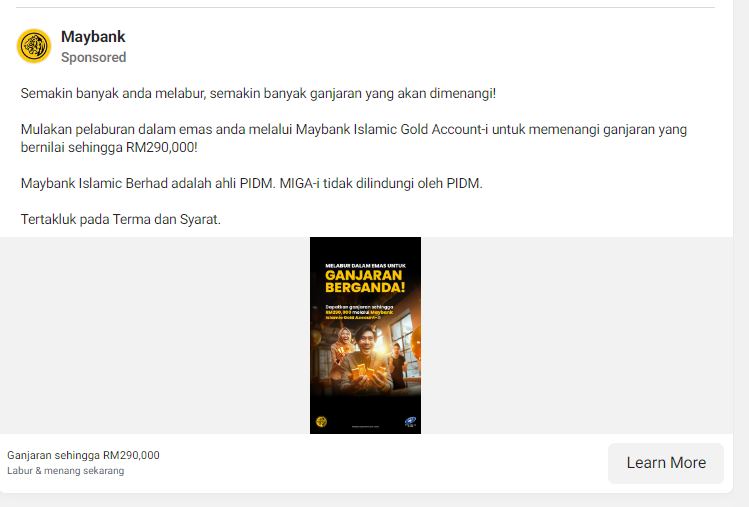 Maybank
Sponsored
Semakin banyak anda melabur, semakin banyak ganjaran yang akan dimenangi!
Mulakan pelaburan dalam emas anda melalui Maybank Islamic Gold Account-i untuk memenangi ganjaran yang
bernilai sehingga RM290,000!
Maybank Islamic Berhad adalah ahli PIDM. MIGA-i tidak dilindungi oleh PIDM.
Tertakluk pada Terma dan Syarat.
MELABUR DALAM EMAS UNTUK
GANJARAN
BERGANDA!
Dapatkan ganjaran sehingga
RM290,000 melalui Maybank
Islamic Gold Account-i!
Ganjaran sehingga RM290,000
Labur & menang sekarang
Learn More